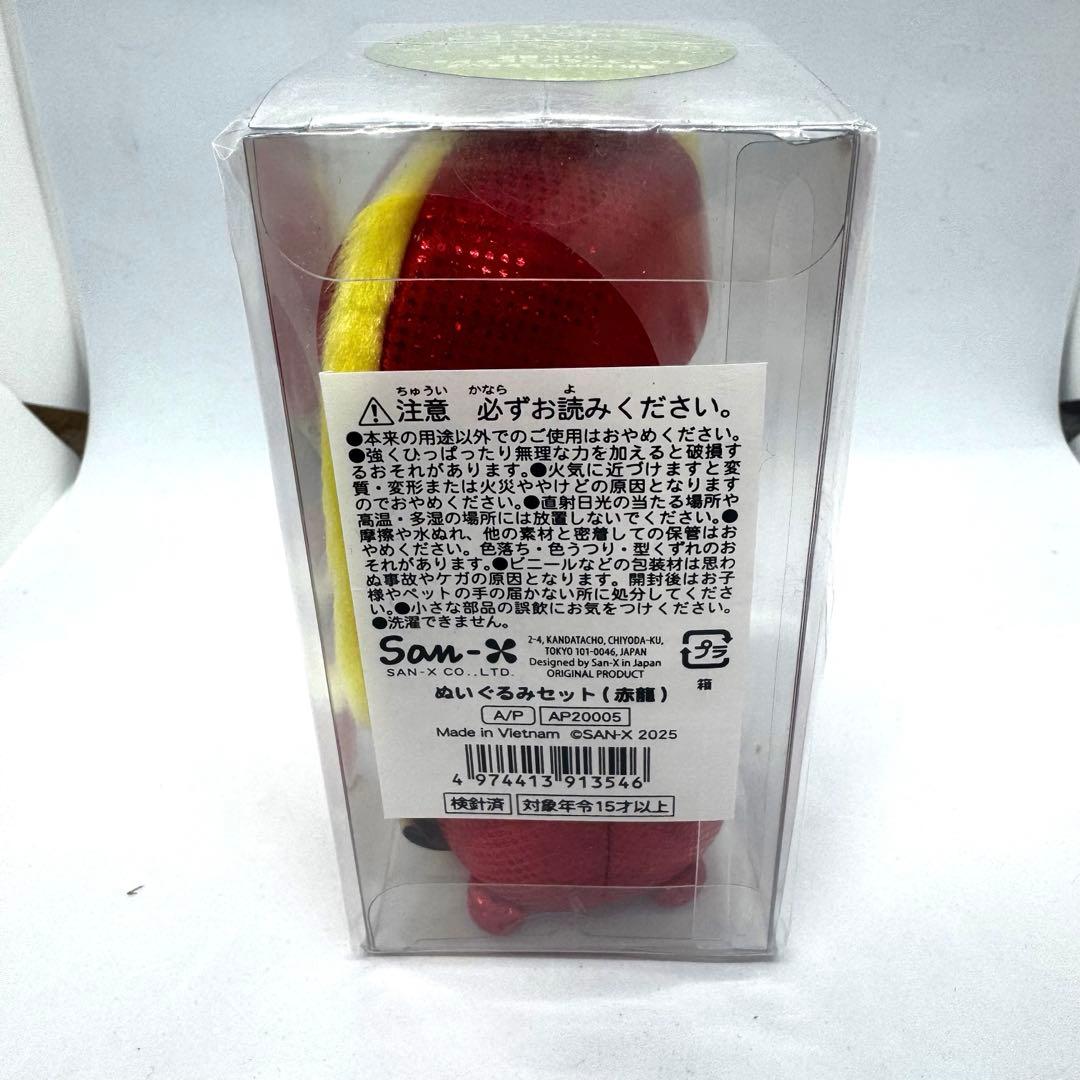 ちゅうい かなら よ
注意 必ずお読みください。
●本来の用途以外でのご使用はおやめください。
●強くひっぱったり無理な力を加えると破損す
るおそれがあります。●火気に近づけますと変
質・変形または火災ややけどの原因となります
のでおやめください。●直射日光の当たる場所や
高温・多湿の場所には放置しないでください。●
摩擦や水ぬれ、他の素材と密着しての保管はお
やめください。色落ち・色うつり・型くずれのお
それがあります。●ビニールなどの包装材は思わ
ぬ事故やケガの原因となります。開封後はお子
様やペットの手の届かない所に処分してくださ
い。●小さな部品の誤飲にお気をつけください。
●洗濯できません。
San-X
SAN-X CO.,LTD.
2-4, KANDATACHO, CHIYODA-KU,
TOKYO 101-0046, JAPAN
Designed by San-X in Japan
ORIGINAL PRODUCT
プラ
箱
ぬいぐるみセット(赤龍)
A/P AP20005
Made in Vietnam ©SAN-X 2025
4 974413 913546
検針済 対象年令15才以上